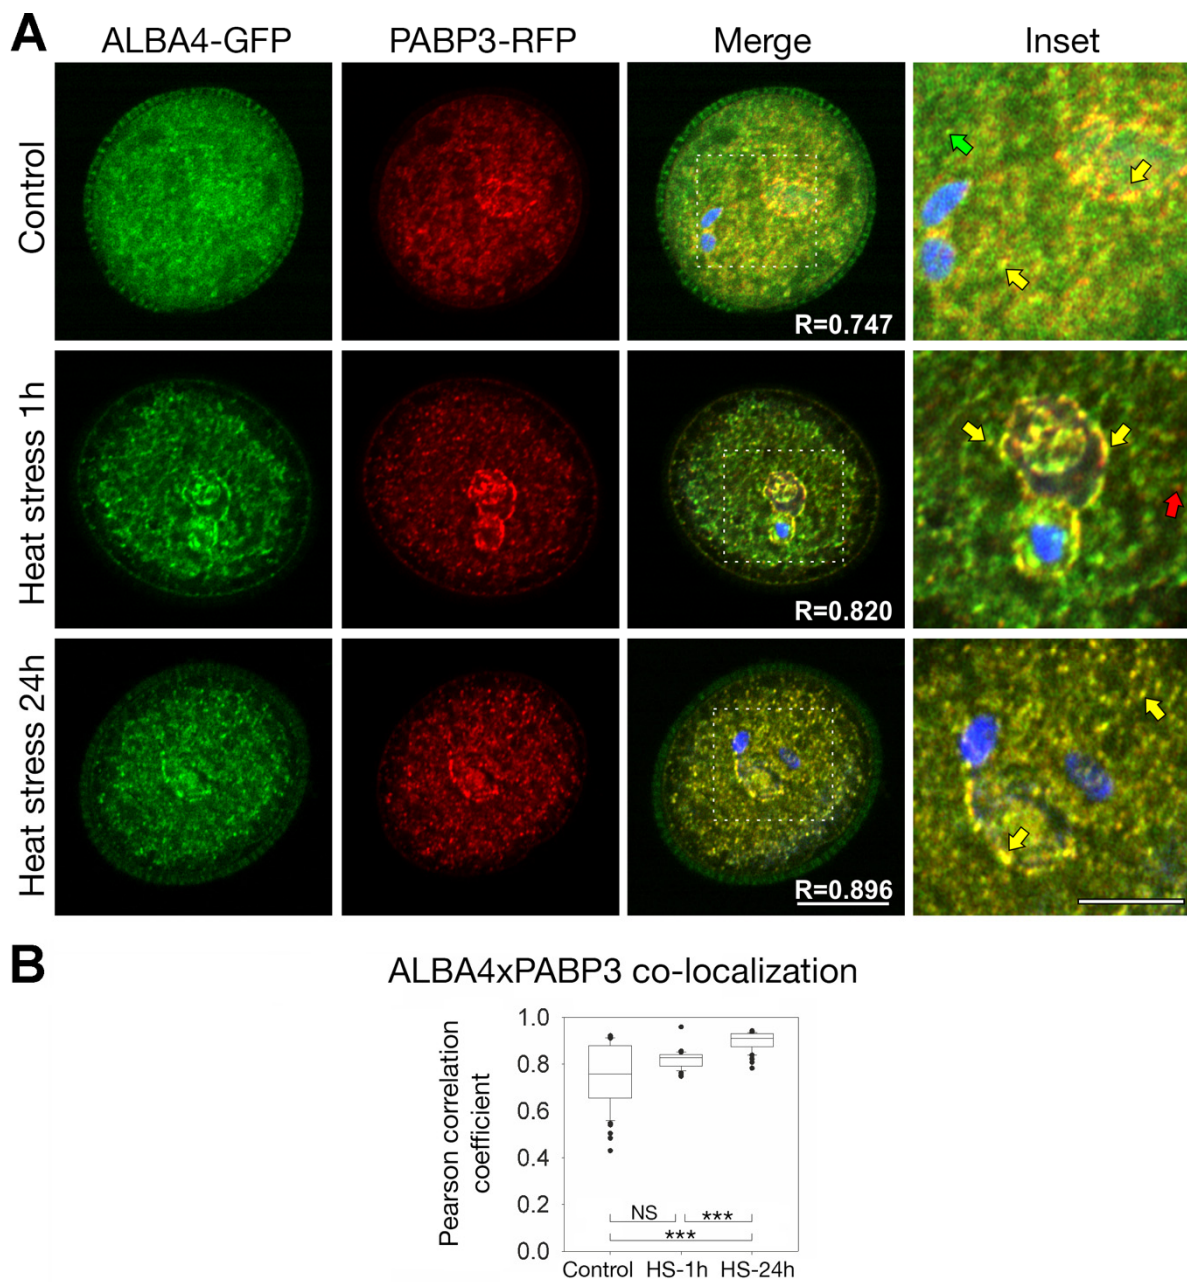 A
ALBA4-GFP
PABP3-RFP
Merge
Inset
Control
R=0.747
Heat stress 1h
R=0.820
Heat stress 24h
R=0.896
B
ALBA4xPABP3 co-localization
Pearson correlation
coefficient
1.0
0.8
0.6
0.4
0.2
0.0
NS
***
***
Control
HS-1h
HS-24h